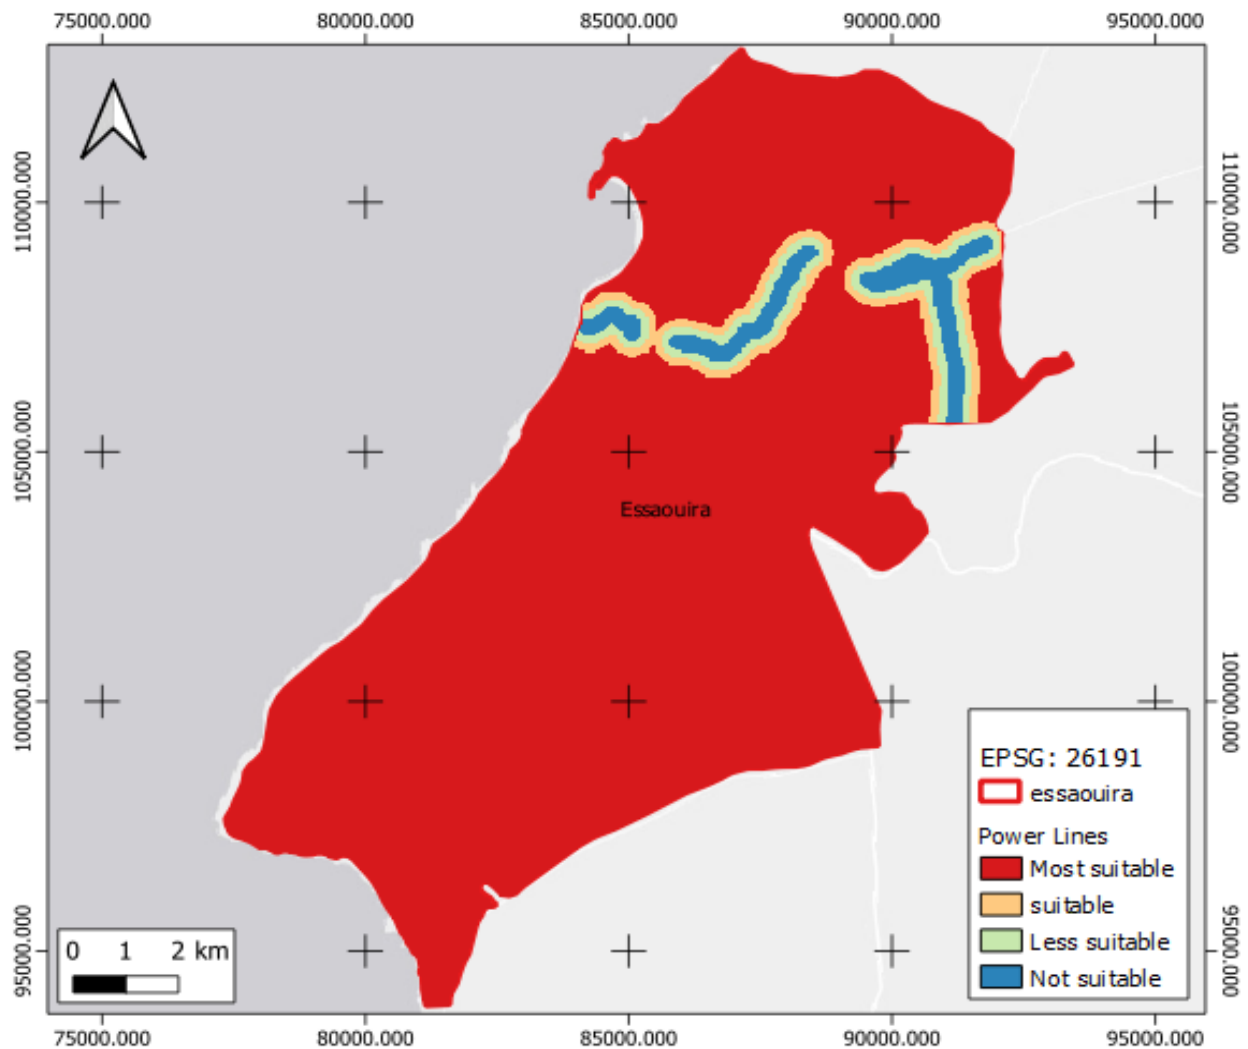 75000.000 80000.000 85000.000 90000.000 95000.000
110000.000 110000.000
105000.000 105000.000
Essaouira
100000.000 100000.000
EPSG: 26191
essaouira
Power Lines
Most suitable
suitable
Less suitable
Not suitable
95000.000 95000.000
0 1 2 km
75000.000 80000.000 85000.000 90000.000 95000.000